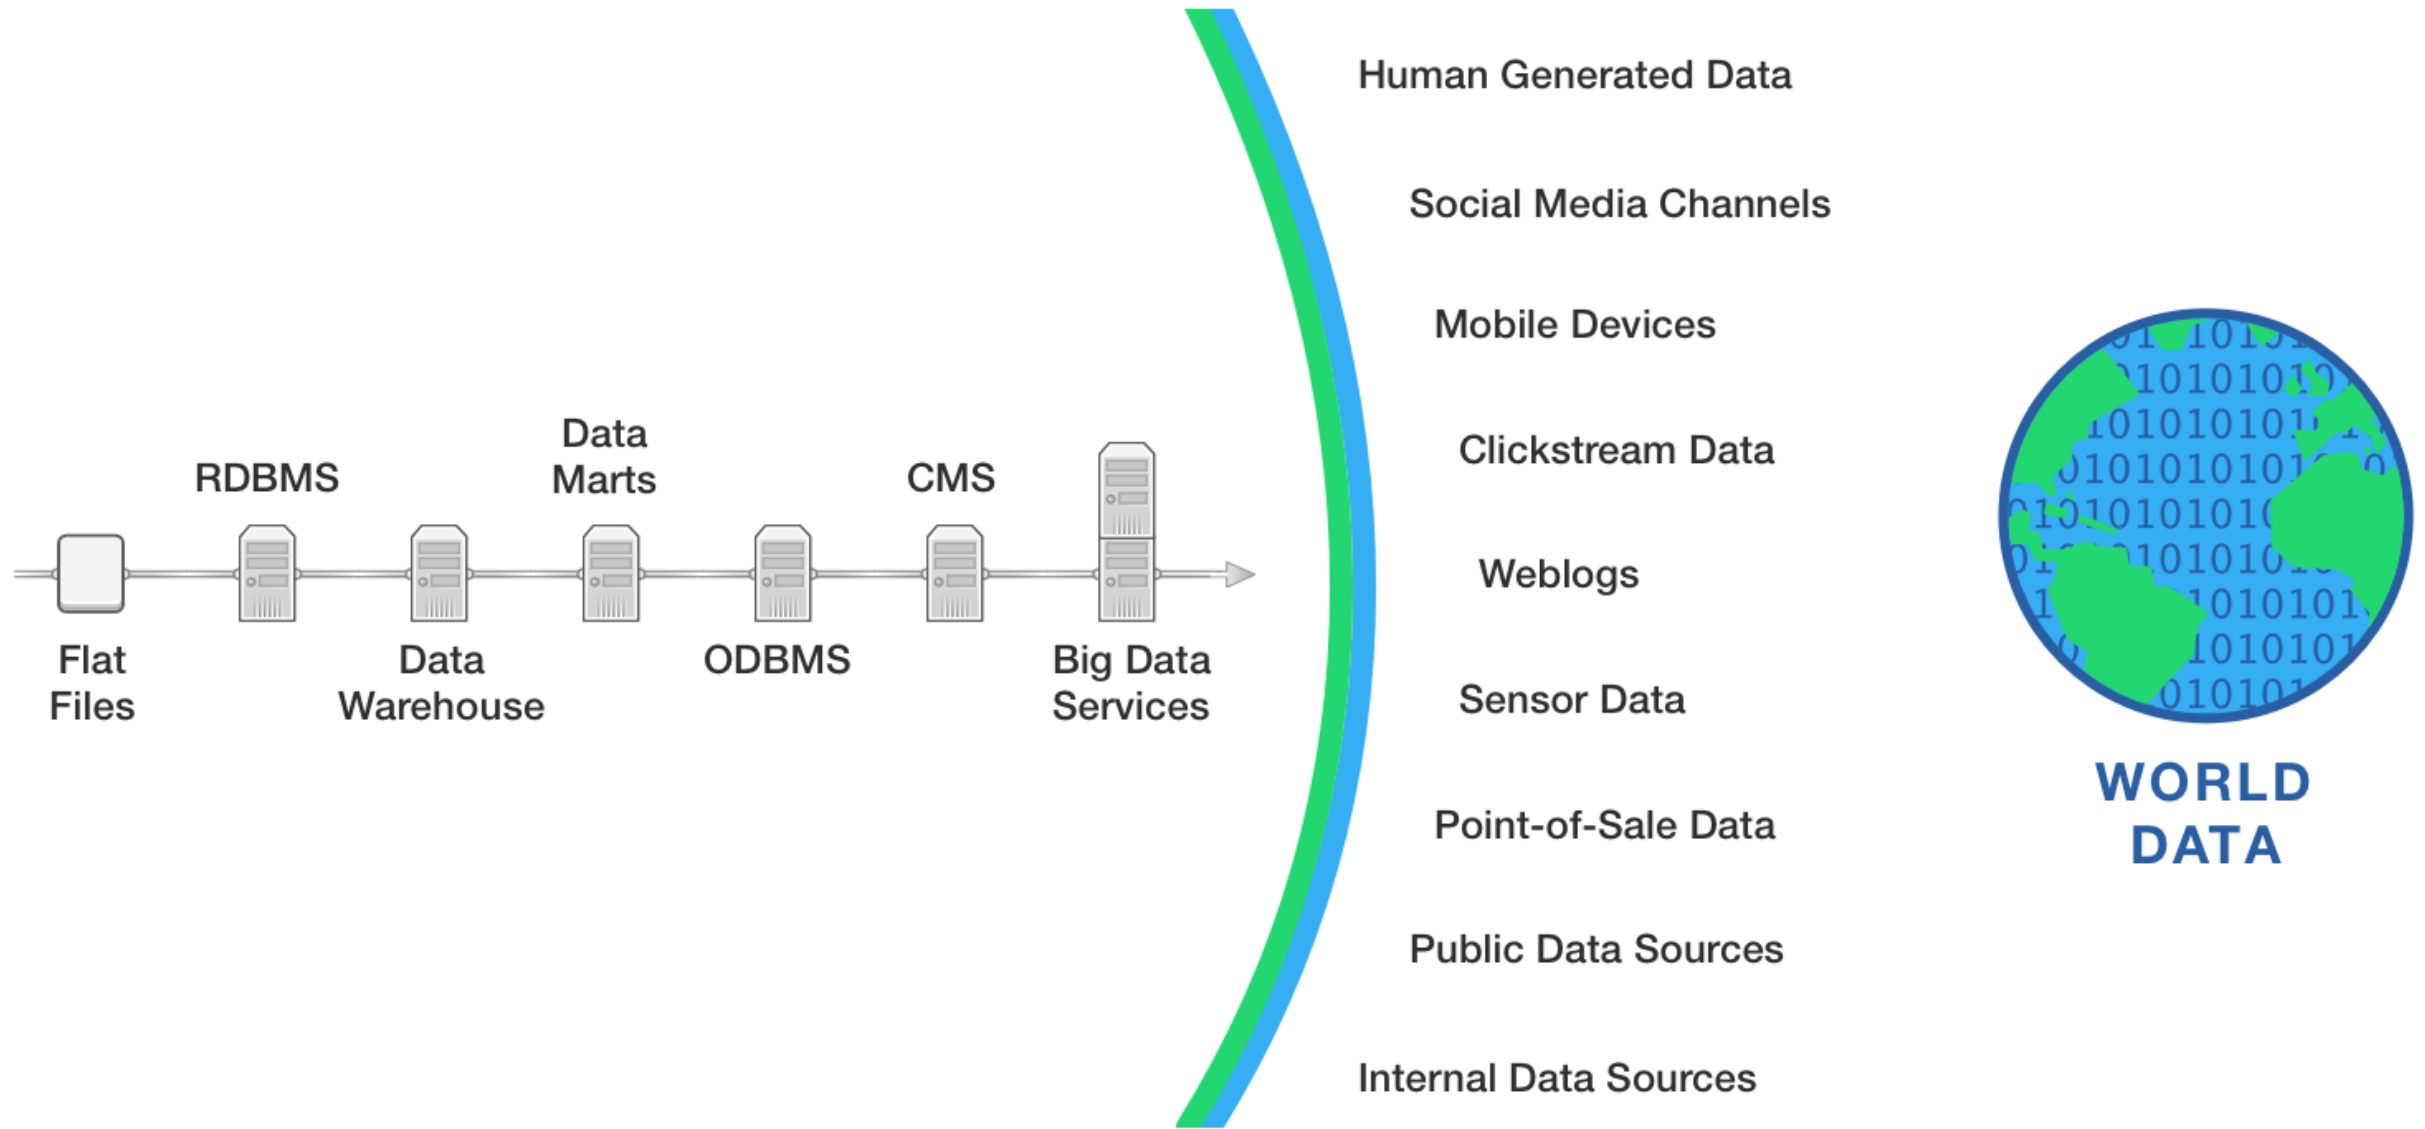 Human Generated Data
Social Media Channels
Mobile Devices
Clickstream Data
Weblogs
Sensor Data
Point-of-Sale Data
Public Data Sources
Internal Data Sources
Flat
Files
RDBMS
Data
Warehouse
Data
Marts
ODBMS
CMS
Big Data
Services
WORLD
DATA